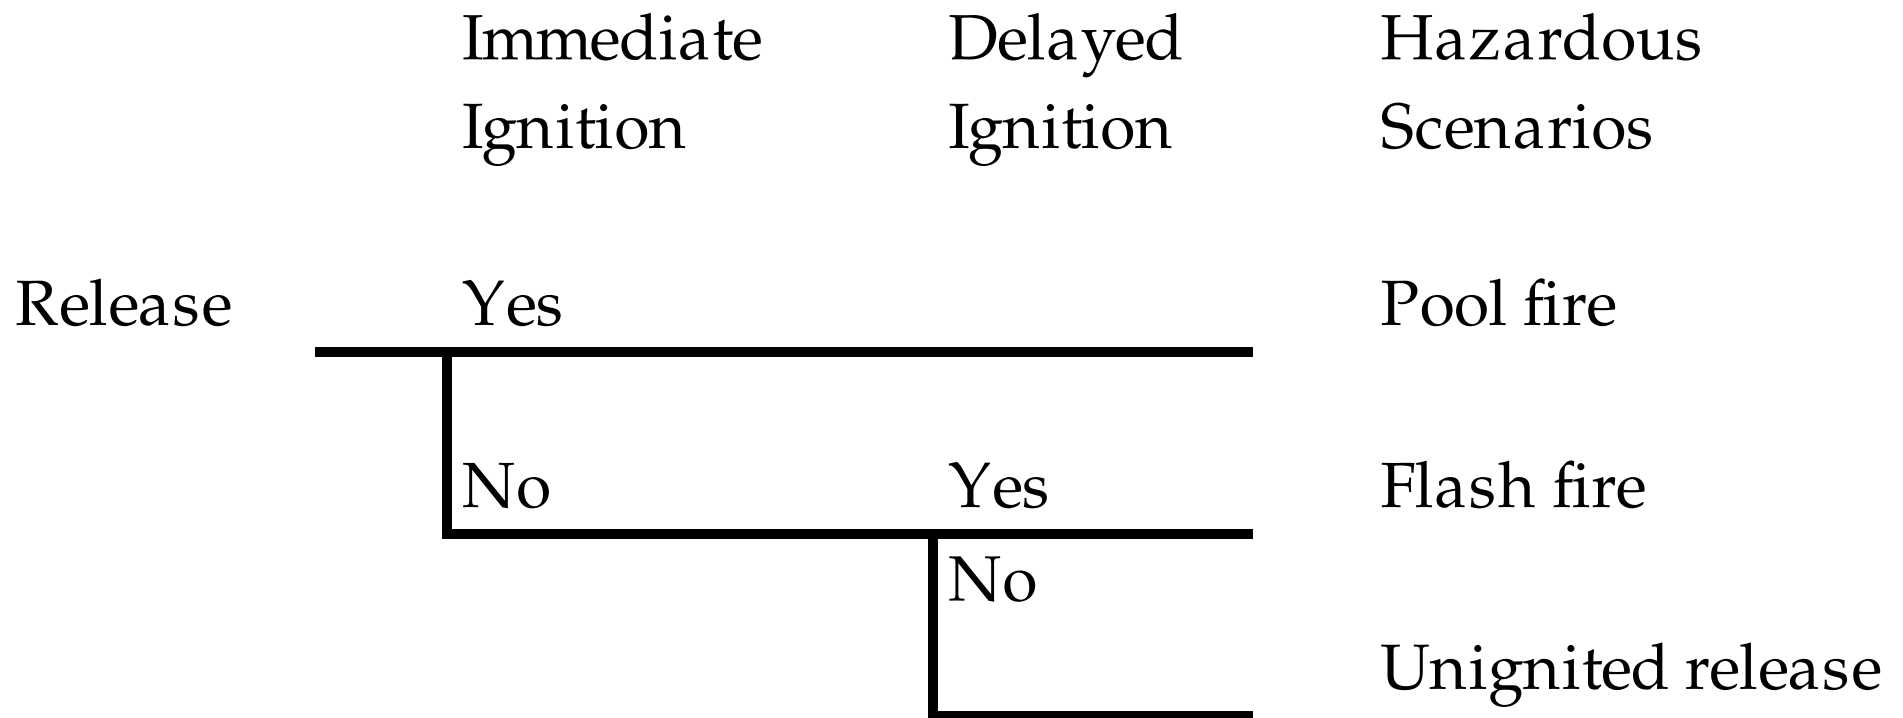 Immediate Delayed Hazardous
Ignition Ignition Scenarios
Release Yes Pool fire
No Yes Flash fire
No
Unignited release